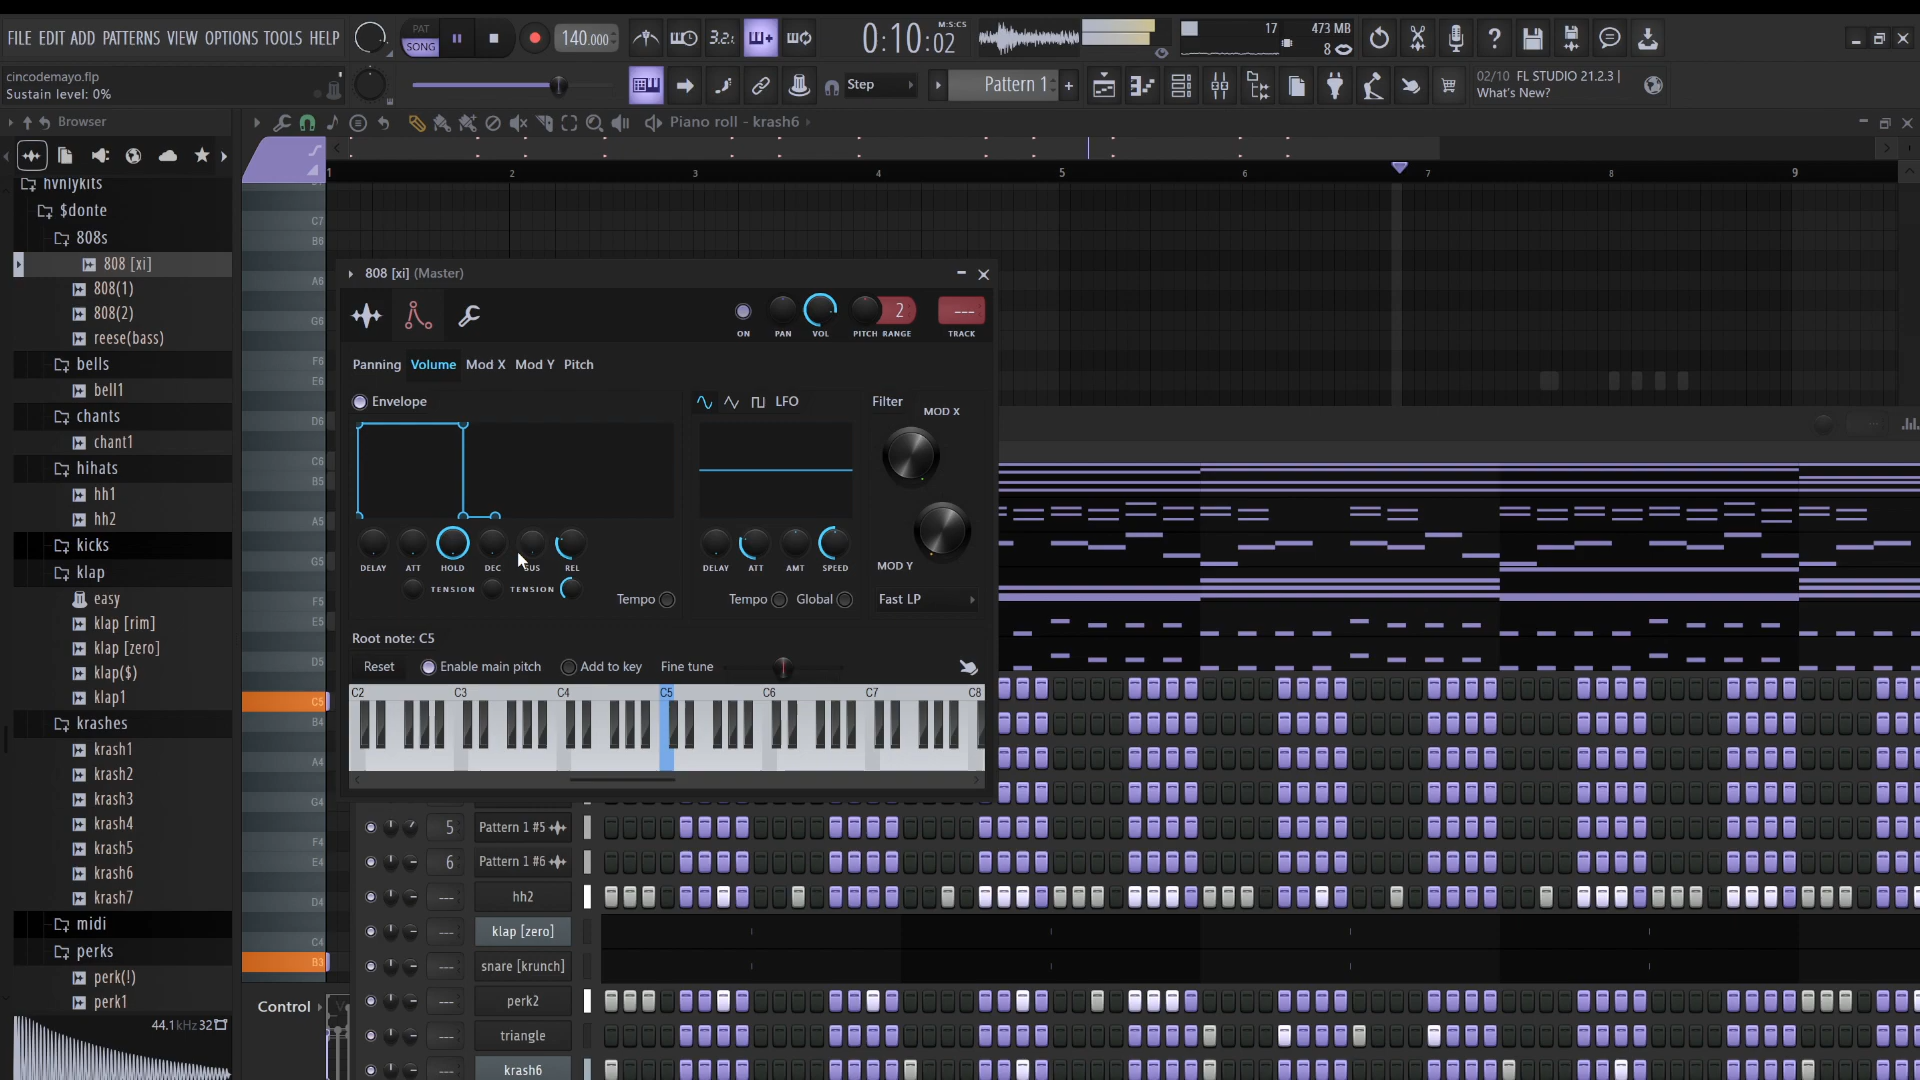 FILE EDIT ADD PATTERNS VIEW OPTIONS TOOLS HELP
PAT
SONG
140.000
3.2
0:10:02
M:S:CS
17
473 MB
8
cincodemayo.flp
Sustain level: 0%
Step
Pattern 1
+
02/10 FL STUDIO 21.2.3 |
What's New?
Browser
Piano roll - krash6
1 2 3 4 5 6 7 8 9
hvnlykits
$donte
808s
808 [xi]
808(1)
808(2)
reese(bass)
bells
bell1
chants
chant1
hihats
hh1
hh2
kicks
klap
easy
klap [rim]
klap [zero]
klap($)
klap1
krashes
krash1
krash2
krash3
krash4
krash5
krash6
krash7
midi
perks
perk(!)
perk1
44.1kHz 32
C7
B6
A6
G6
F6
E6
D6
C6
B5
A5
G5
F5
E5
D5
C5
B4
A4
G4
F4
E4
D4
C4
B3
Control
808 [xi] (Master)
ON PAN VOL PITCH RANGE TRACK
2
---
Panning Volume Mod X Mod Y Pitch
Envelope
LFO
Filter
MOD X
MOD Y
DELAY ATT HOLD DEC SUS REL
TENSION TENSION
Tempo
DELAY ATT AMT SPEED
Tempo Global
Fast LP
Root note: C5
Reset Enable main pitch Add to key Fine tune
C2 C3 C4 C5 C6 C7 C8
5 Pattern 1 #5
6 Pattern 1 #6
--- hh2
--- klap [zero]
--- snare [krunch]
--- perk2
--- triangle
--- krash6